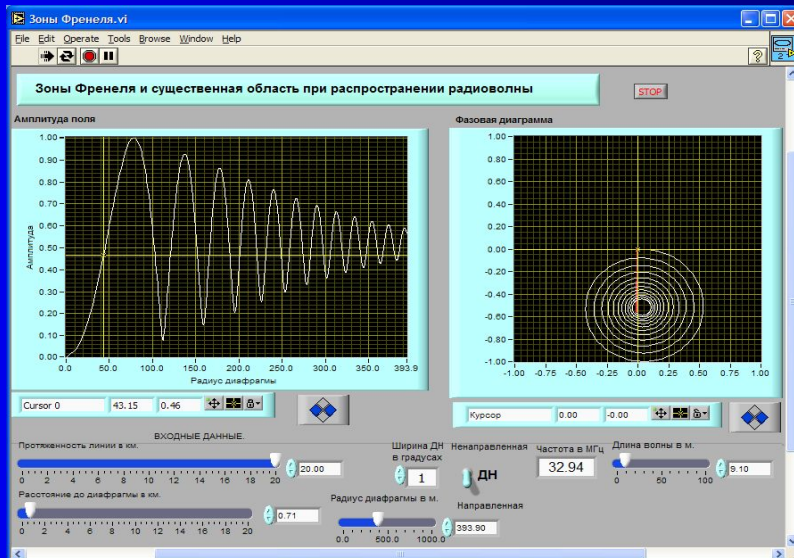 Зоны Френеля.vi
File Edit Operate Tools Browse Window Help
? 2
Зоны Френеля и существенная область при распространении радиоволны
STOP
Амплитуда поля
Фазовая диаграмма
Амплитуда
1.00
0.90
0.80
0.70
0.60
0.50
0.40
0.30
0.20
0.10
0.00
0.0 50.0 100.0 150.0 200.0 250.0 300.0 350.0 393.9
Радиус диафрагмы
1.00
0.80
0.60
0.40
0.20
0.00
-0.20
-0.40
-0.60
-0.80
-1.00
-1.00 -0.75 -0.50 -0.25 0.00 0.25 0.50 0.75 1.00
Cursor 0 43.15 0.46
Курсор 0.00 -0.00
ВХОДНЫЕ ДАННЫЕ.
Протяженность линии в км.
0 2 4 6 8 10 12 14 16 18 20
20.00
Ширина ДН в градусах
1
Ненаправленная
ДН
Направленная
Частота в МГц
32.94
Длина волны в м.
0 50 100
9.10
Расстояние до диафрагмы в км.
0 2 4 6 8 10 12 14 16 18 20
0.71
Радиус диафрагмы в м.
0.0 500.0 1000.0
393.90